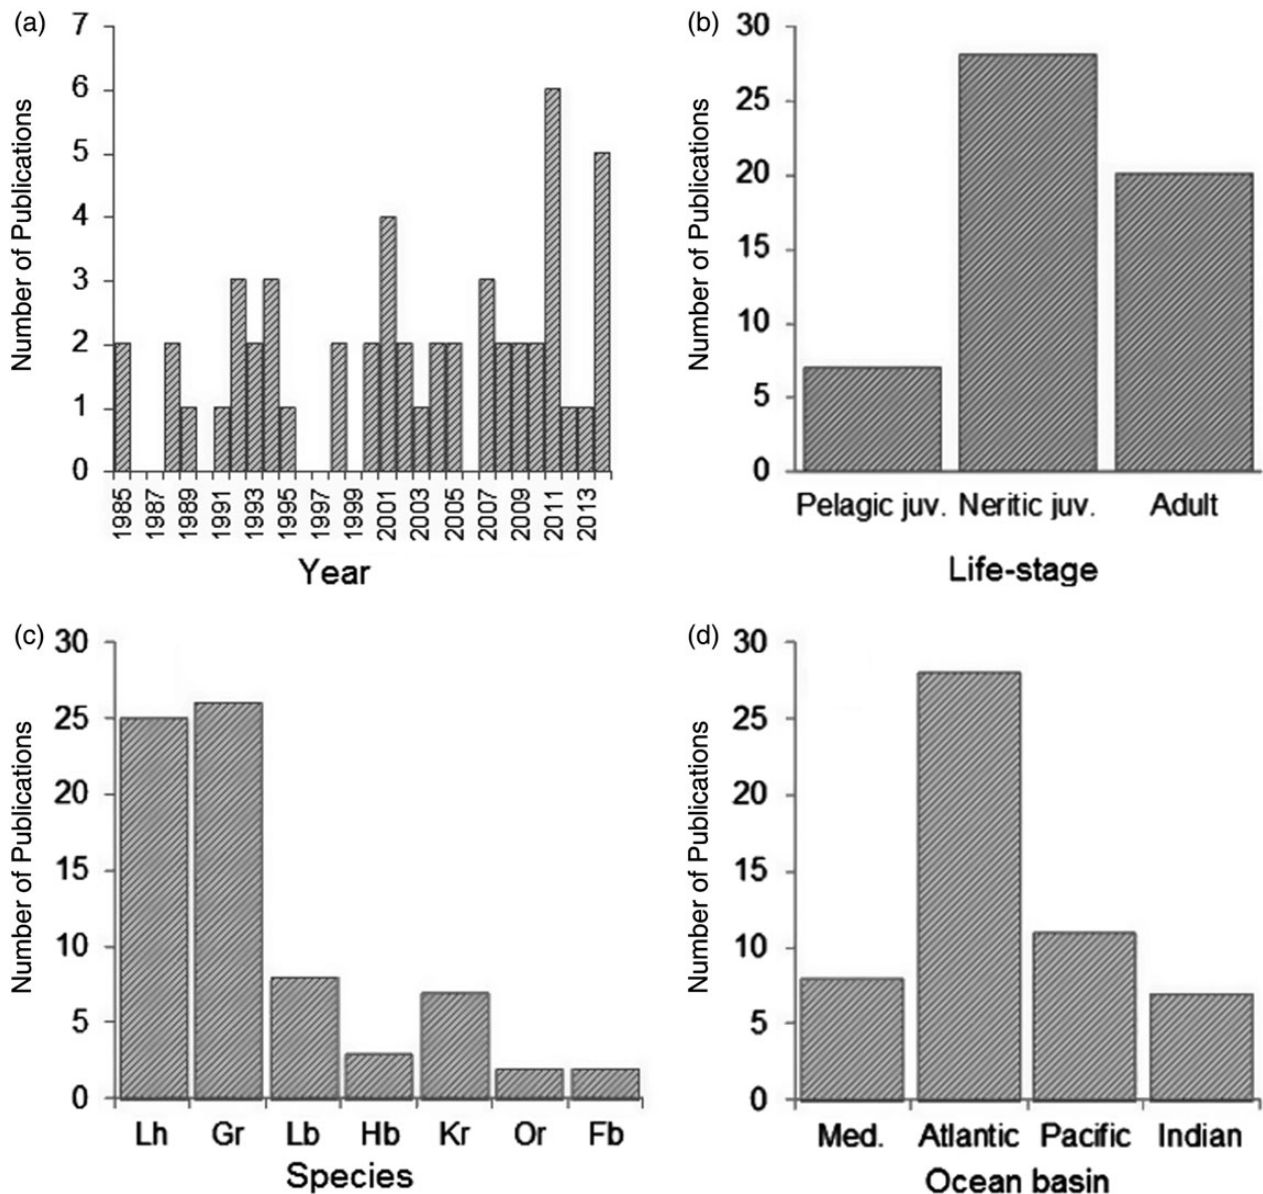 (a)
Number of Publications
7
6
5
4
3
2
1
0
1985
1987
1989
1991
1993
1995
1997
1999
2001
2003
2005
2007
2009
2011
2013
Year
(b)
Number of Publications
30
25
20
15
10
5
0
Pelagic juv. Neritic juv. Adult
Life-stage
(c)
Number of Publications
30
25
20
15
10
5
0
Lh Gr Lb Hb Kr Or Fb
Species
(d)
Number of Publications
30
25
20
15
10
5
0
Med. Atlantic Pacific Indian
Ocean basin